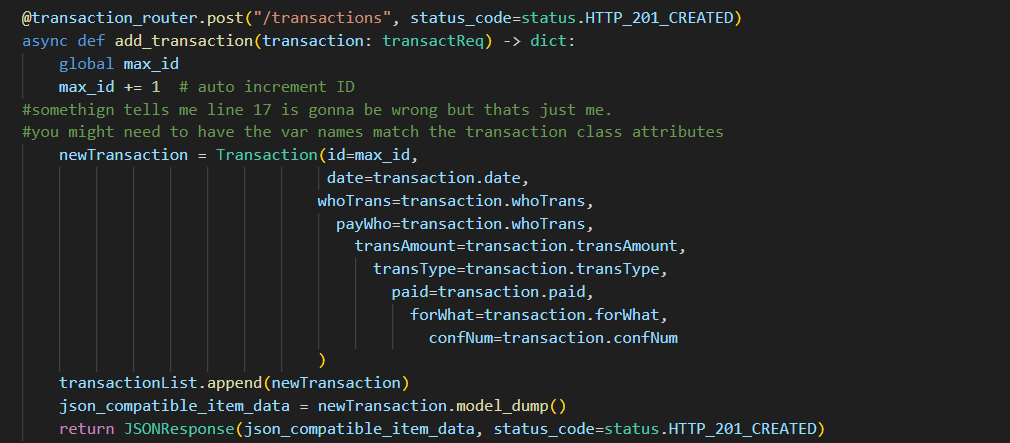 @transaction_router.post("/transactions", status_code=status.HTTP_201_CREATED)
async def add_transaction(transaction: transactReq) -> dict:
    global max_id
    max_id += 1  # auto increment ID
#somethign tells me line 17 is gonna be wrong but thats just me.
#you might need to have the var names match the transaction class attributes
    newTransaction = Transaction(id=max_id,
                                 date=transaction.date,
                                whoTrans=transaction.whoTrans,
                                  payWho=transaction.whoTrans,
                                    transAmount=transaction.transAmount,
                                      transType=transaction.transType,
                                        paid=transaction.paid,
                                          forWhat=transaction.forWhat,
                                            confNum=transaction.confNum
                                )
    transactionList.append(newTransaction)
    json_compatible_item_data = newTransaction.model_dump()
    return JSONResponse(json_compatible_item_data, status_code=status.HTTP_201_CREATED)